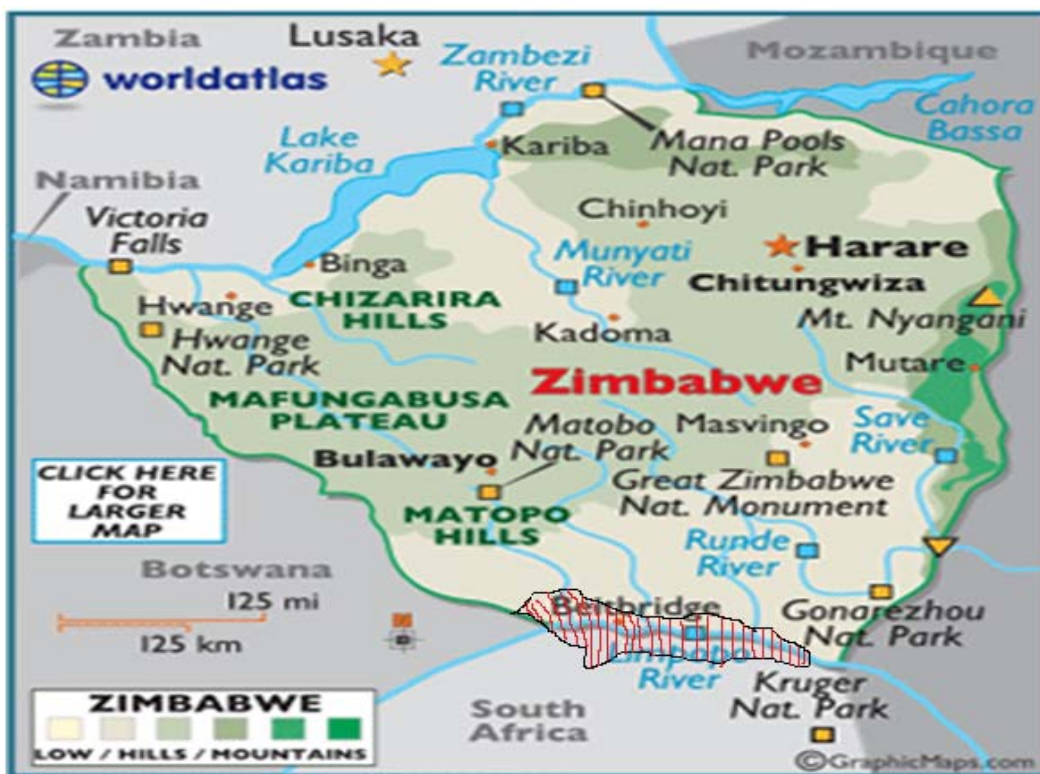 Zambia
Lusaka
worldatlas
Zambezi
River
Mozambique
Cahora
Bassa
Lake
Kariba
Kariba
Mana Pools
Nat. Park
Namibia
Victoria
Falls
Chinhoyi
Munyati
River
Harare
Chitungwiza
Binga
CHIZARIRA
HILLS
Hwange
Hwange
Nat. Park
Kadoma
Mt. Nyangani
Mutare
Zimbabwe
MAFUNGABUSA
PLATEAU
Matobo
Nat. Park
Masvingo
Save
River
Bulawayo
Great Zimbabwe
Nat. Monument
CLICK HERE
FOR
LARGER
MAP
MATOPO
HILLS
Runde
River
Botswana
125 mi
125 km
Beitbridge
Gonarezhou
Nat. Park
Limpopo
River
Kruger
Nat. Park
South
Africa
ZIMBABWE
LOW / HILLS / MOUNTAINS
©GraphicMaps.com